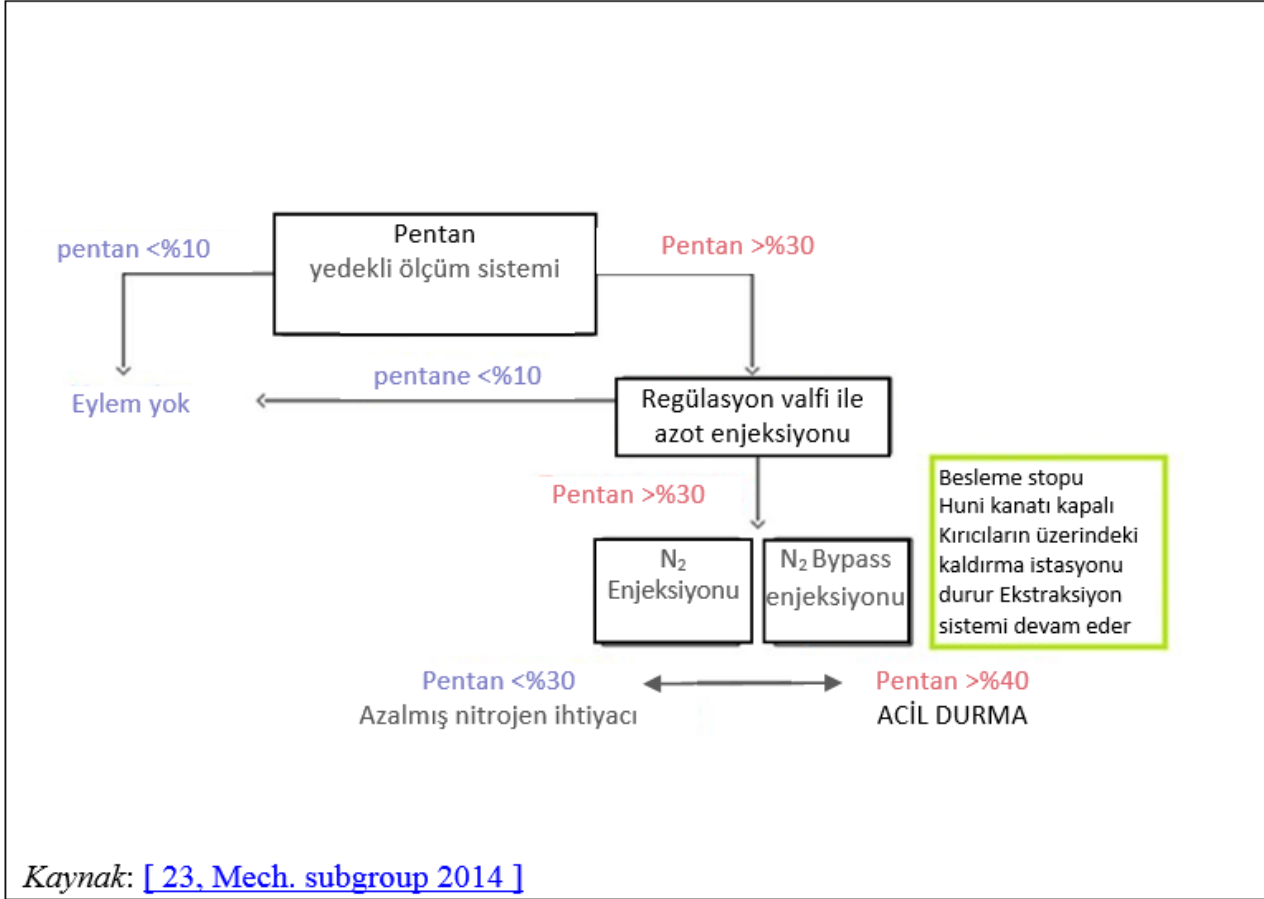 pentan <%10
Pentan
yedekli ölçüm sistemi
Pentan >%30
Eylem yok
pentane <%10
Regülasyon valfi ile
azot enjeksiyonu
Pentan >%30
N₂
Enjeksiyonu
N₂ Bypass
enjeksiyonu
Besleme stopu
Huni kanatı kapalı
Kırıcıların üzerindeki
kaldırma istasyonu
durur Ekstraksiyon
sistemi devam eder
Pentan <%30
Azalmış nitrojen ihtiyacı
Pentan >%40
ACİL DURMA
Kaynak: [ 23, Mech. subgroup 2014 ]